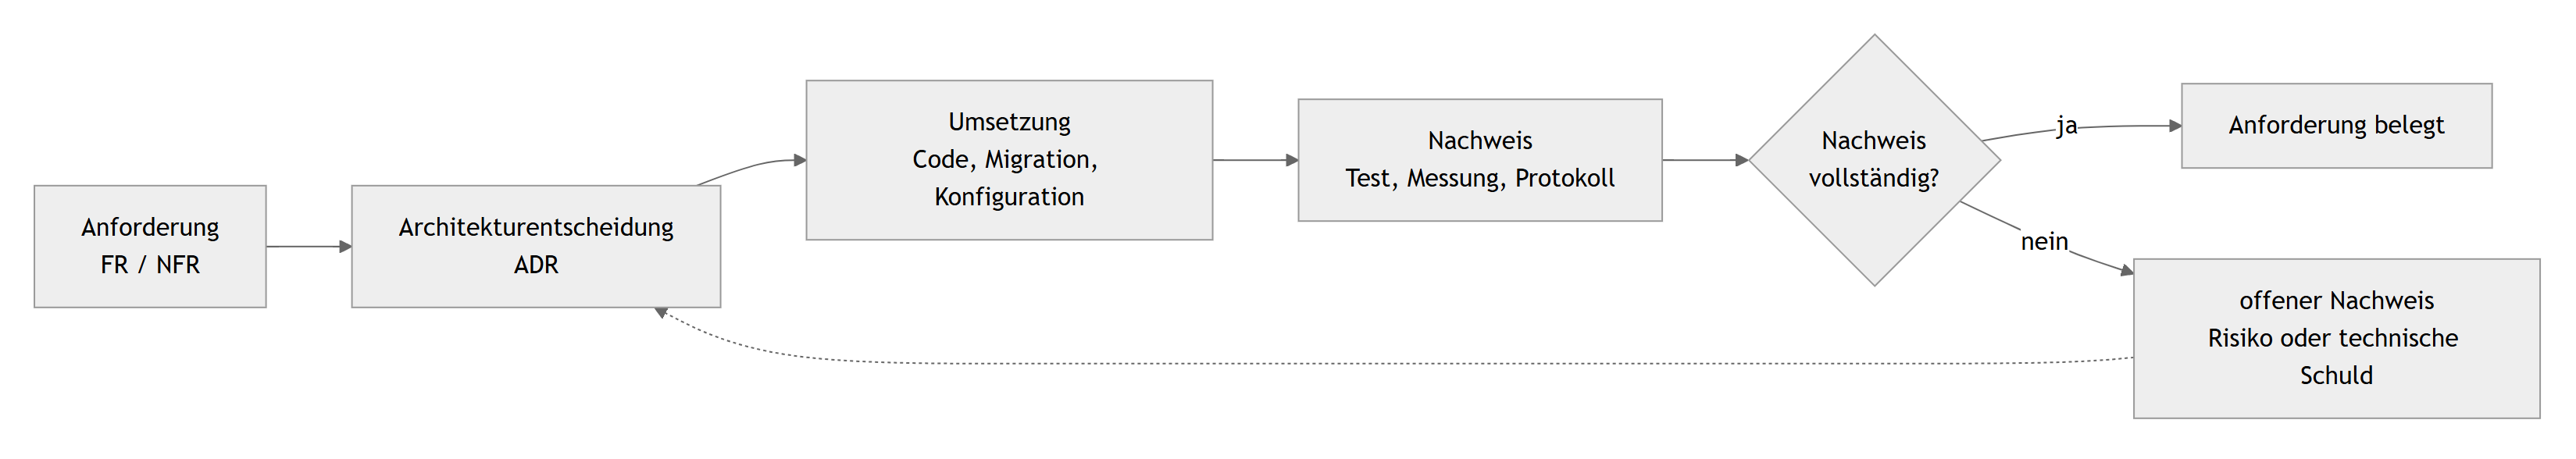 Anforderung
FR / NFR
Architekturentscheidung
ADR
Umsetzung
Code, Migration,
Konfiguration
Nachweis
Test, Messung, Protokoll
Nachweis
vollständig?
ja
Anforderung belegt
nein
offener Nachweis
Risiko oder technische
Schuld